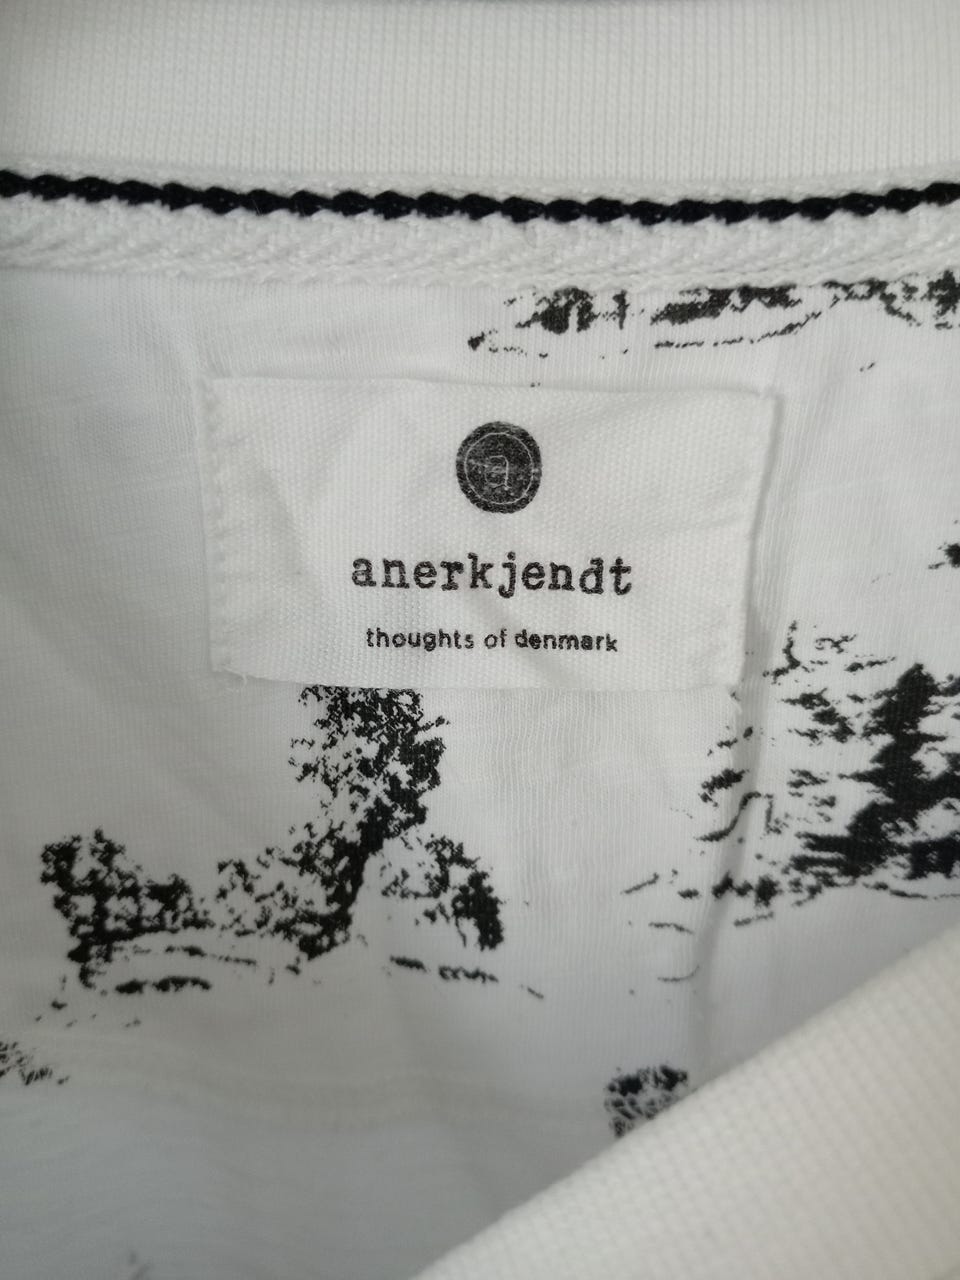 a
anerkjendt
thoughts of denmark